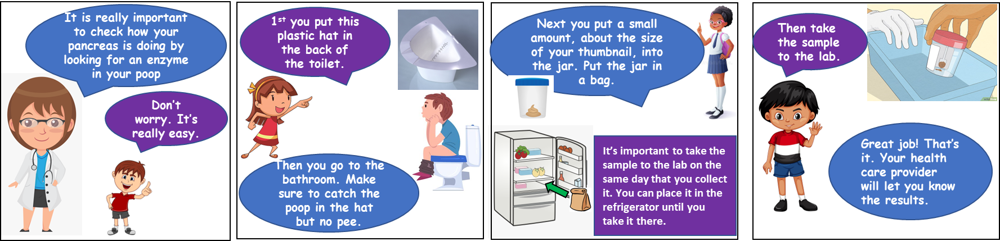 It is really important
to check how your
pancreas is doing by
looking for an enzyme
in your poop
Don't
worry. It's
really easy.
1st you put this
plastic hat in
the back of
the toilet.
Then you go to the
bathroom. Make
sure to catch the
poop in the hat
but no pee.
Next you put a small
amount, about the size
of your thumbnail, into
the jar. Put the jar in
a bag.
It's important to take the
sample to the lab on the
same day that you collect
it. You can place it in the
refrigerator until you
take it there.
Then take
the sample
to the lab.
Great job! That's
it. Your health
care provider
will let you know
the results.